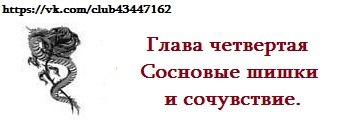 https://vk.com/club43447162
Глава четвертая
Сосновые шишки
и сочувствие.